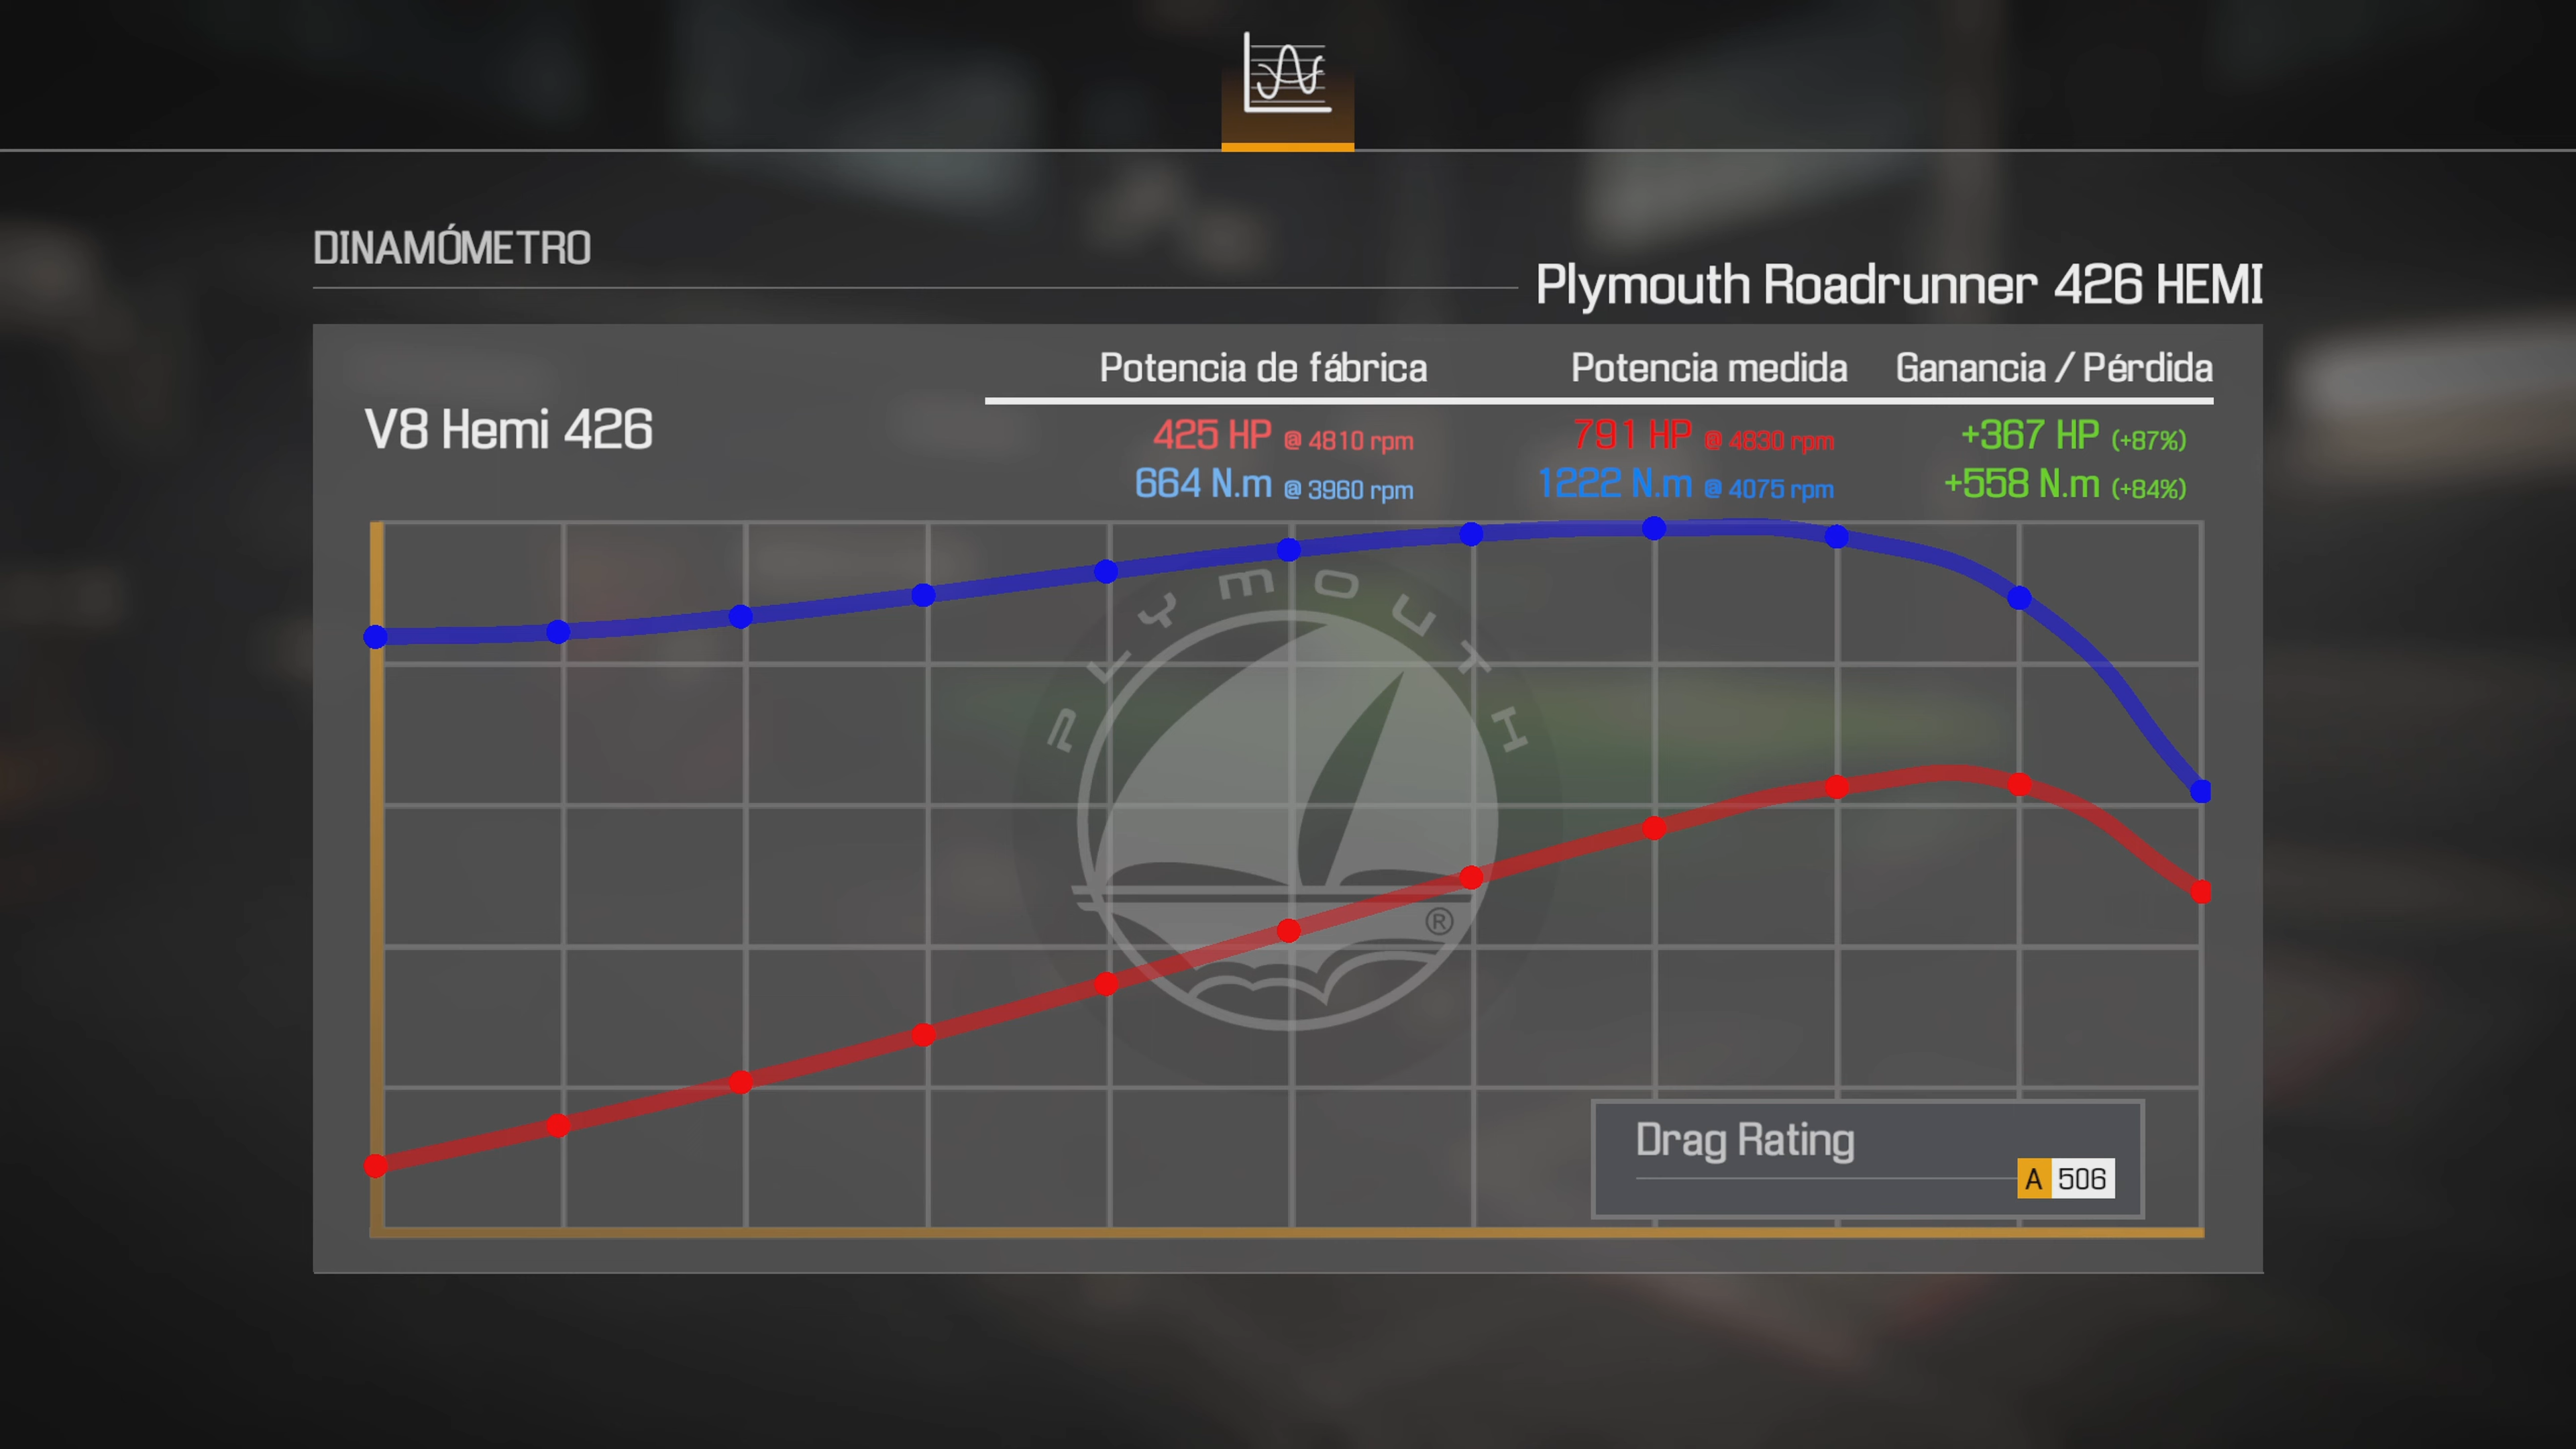 DINAMÓMETRO
Plymouth Roadrunner 426 HEMI
Potencia de fábrica Potencia medida Ganancia / Pérdida
V8 Hemi 426
425 HP @ 4810 rpm 791 HP @ 4830 rpm +367 HP (+87%)
664 N.m @ 3960 rpm 1222 N.m @ 4075 rpm +558 N.m (+84%)
PLYMOUTH
®
Drag Rating
A 506